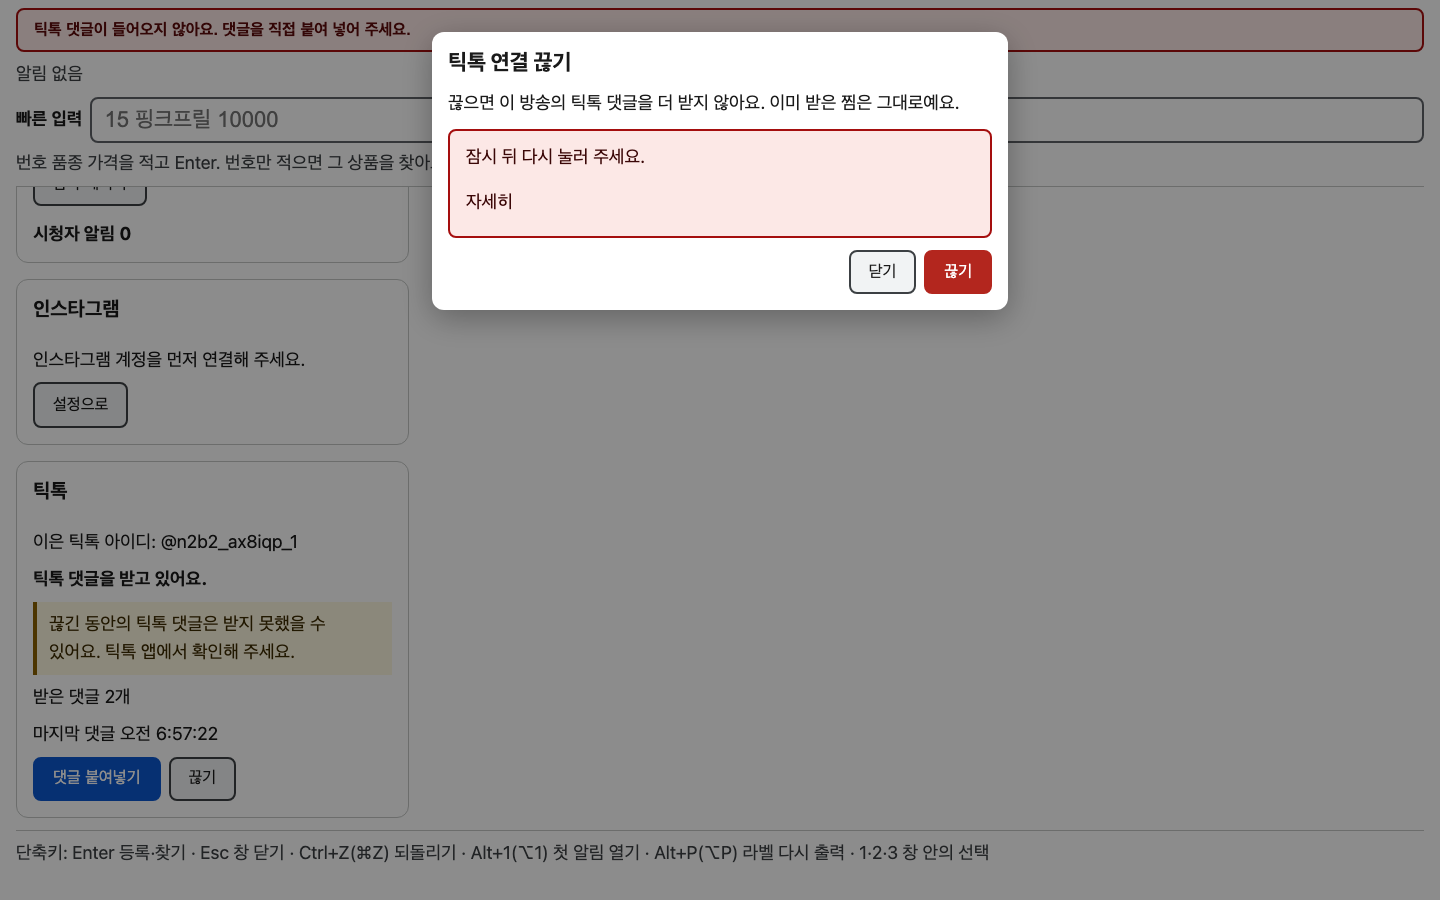 틱톡 댓글이 들어오지 않아요. 댓글을 직접 붙여 넣어 주세요.
알림 없음
빠른 입력
15 핑크프릴 10000
번호 품종 가격을 적고 Enter. 번호만 적으면 그 상품을 찾아
시청자 알림 0
인스타그램
인스타그램 계정을 먼저 연결해 주세요.
설정으로
틱톡
이은 틱톡 아이디: @n2b2_ax8iqp_1
틱톡 댓글을 받고 있어요.
끊긴 동안의 틱톡 댓글은 받지 못했을 수
있어요. 틱톡 앱에서 확인해 주세요.
받은 댓글 2개
마지막 댓글 오전 6:57:22
댓글 붙여넣기
끊기
단축키: Enter 등록·찾기 · Esc 창 닫기 · Ctrl+Z(⌘Z) 되돌리기 · Alt+1(⌥1) 첫 알림 열기 · Alt+P(⌥P) 라벨 다시 출력 · 1·2·3 창 안의 선택
틱톡 연결 끊기
끊으면 이 방송의 틱톡 댓글을 더 받지 않아요. 이미 받은 찜은 그대로예요.
잠시 뒤 다시 눌러 주세요.
자세히
닫기
끊기